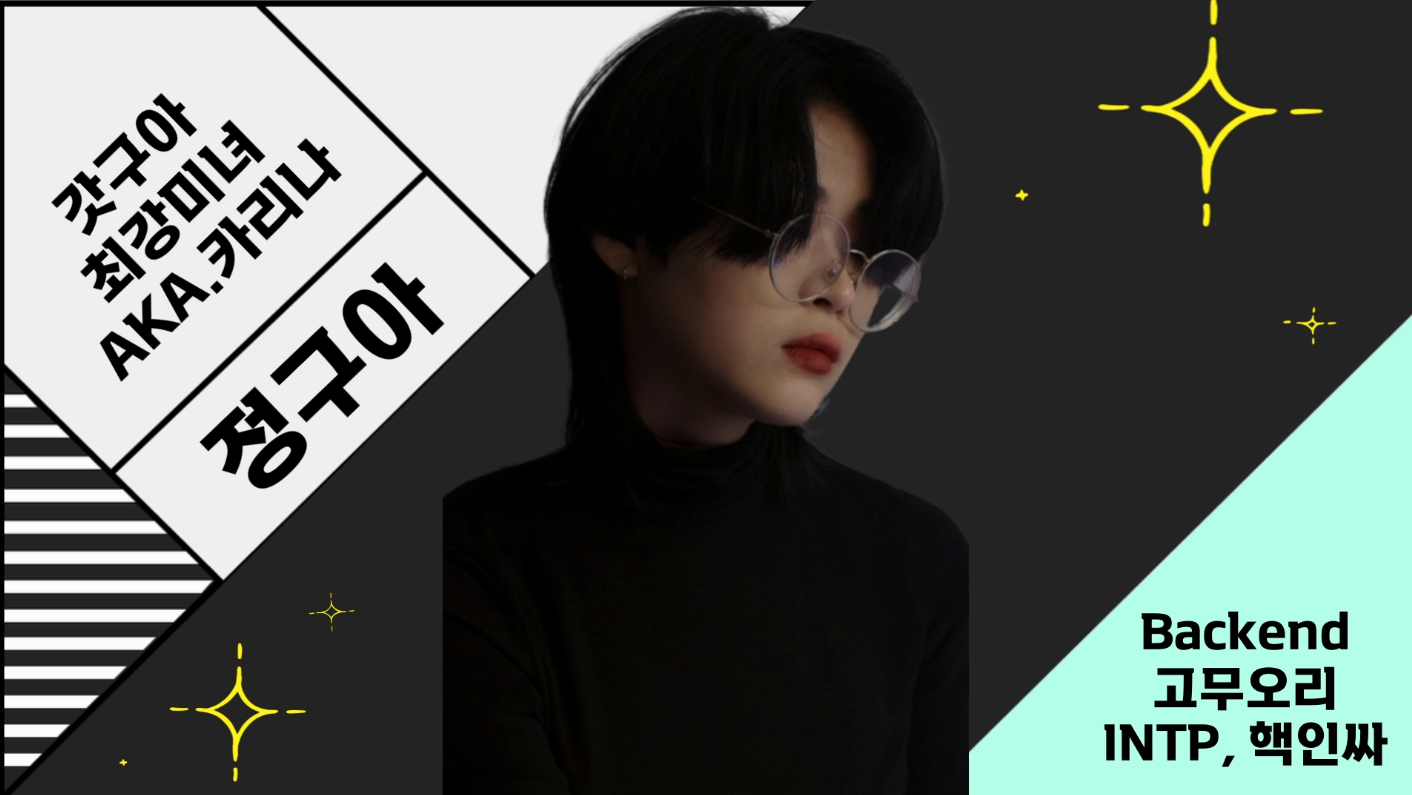 갓구아
최강미녀
AKA.카리나
정구아
Backend
고무오리
INTP, 핵인싸